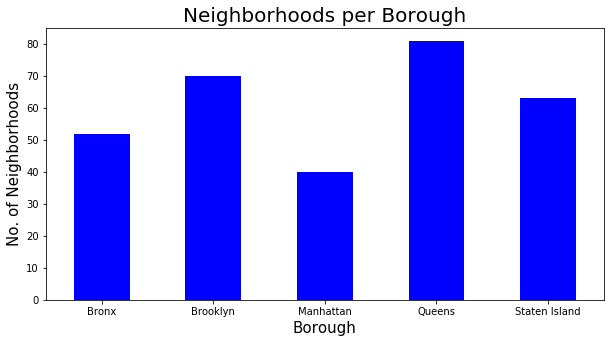 Neighborhoods per Borough
No. of Neighborhoods
80
70
60
50
40
30
20
10
0
Bronx
Brooklyn
Manhattan
Queens
Staten Island
Borough